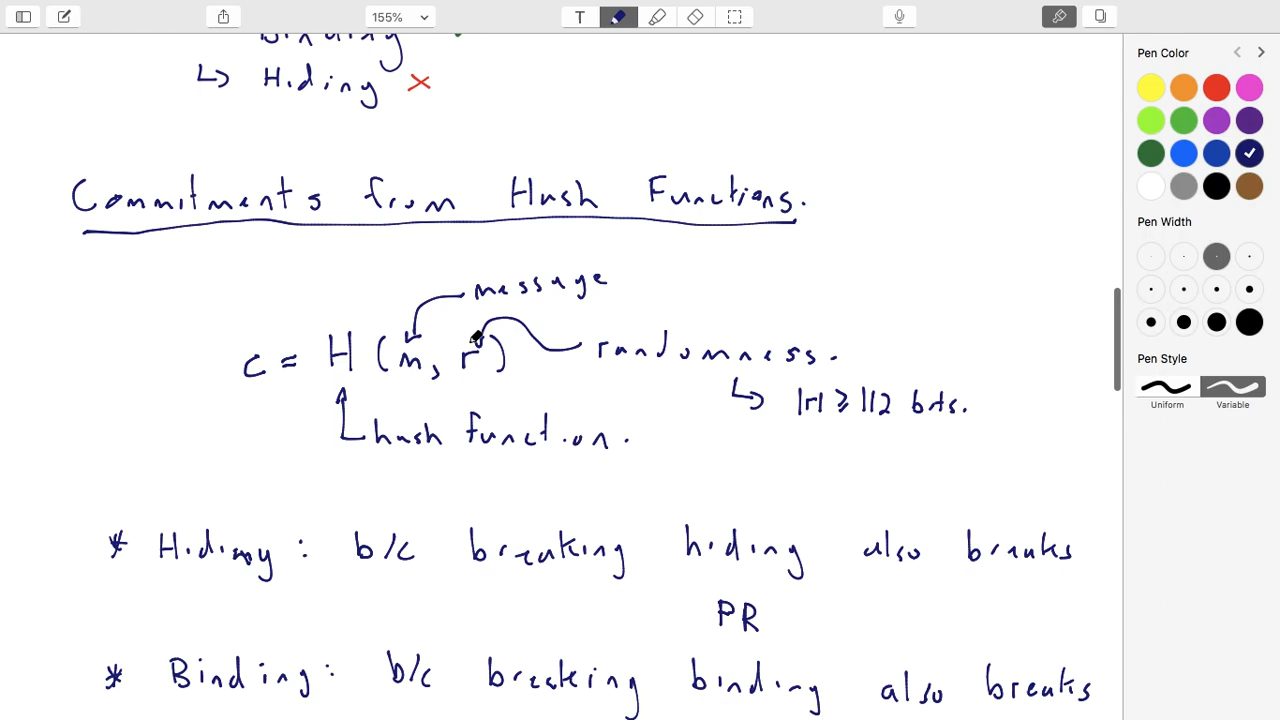 155%
T
Binding
↳ Hiding ×
Pen Color
Commitments from Hash Functions.
Pen Width
message
c = H(m, r)
randomness.
↳ |r| ≥ 112 bits.
hash function.
Pen Style
Uniform
Variable
* Hiding: b/c breaking hiding also breaks
PR
* Binding: b/c breaking binding also breaks